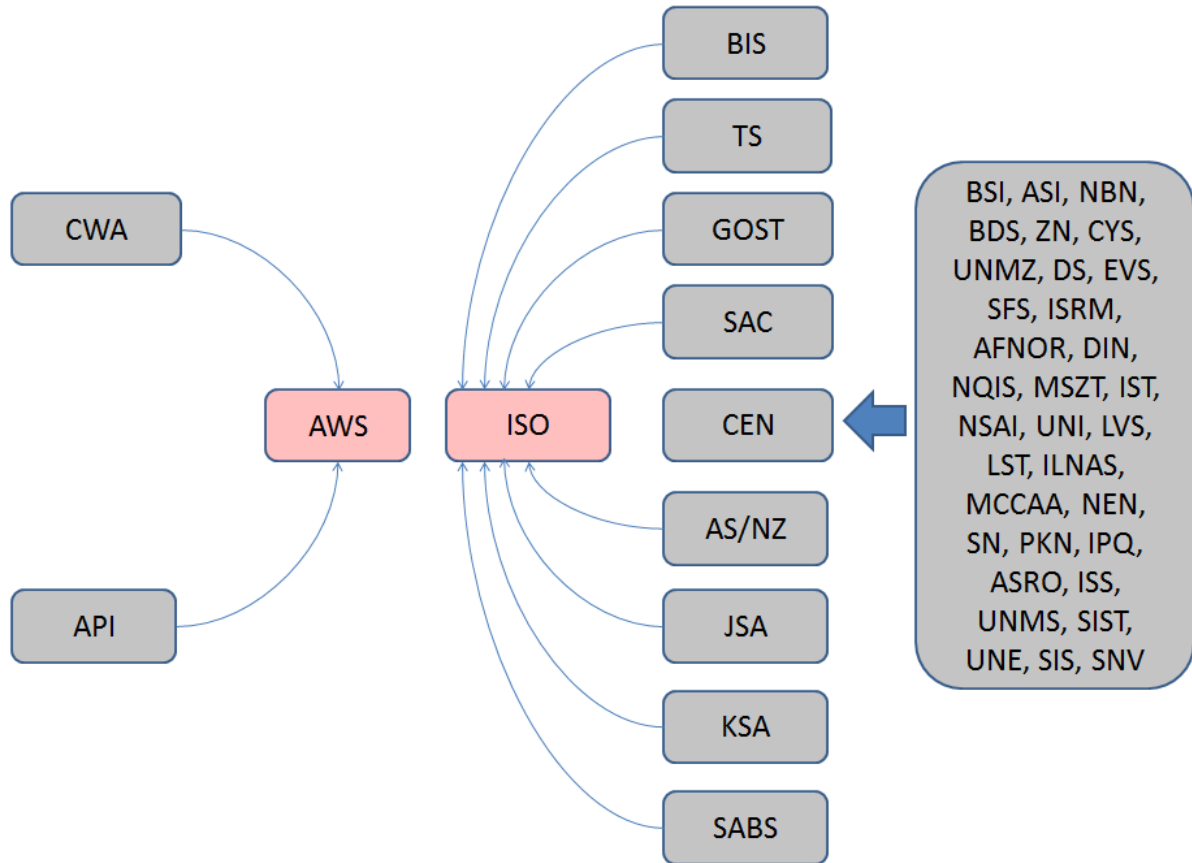 BIS
TS
GOST
SAC
CWA
AWS
ISO
CEN
API
AS/NZ
JSA
KSA
SABS
BSI, ASI, NBN,
BDS, ZN, CYS,
UNMZ, DS, EVS,
SFS, ISRM,
AFNOR, DIN,
NQIS, MSZT, IST,
NSAI, UNI, LVS,
LST, ILNAS,
MCCAA, NEN,
SN, PKN, IPQ,
ASRO, ISS,
UNMS, SIST,
UNE, SIS, SNV